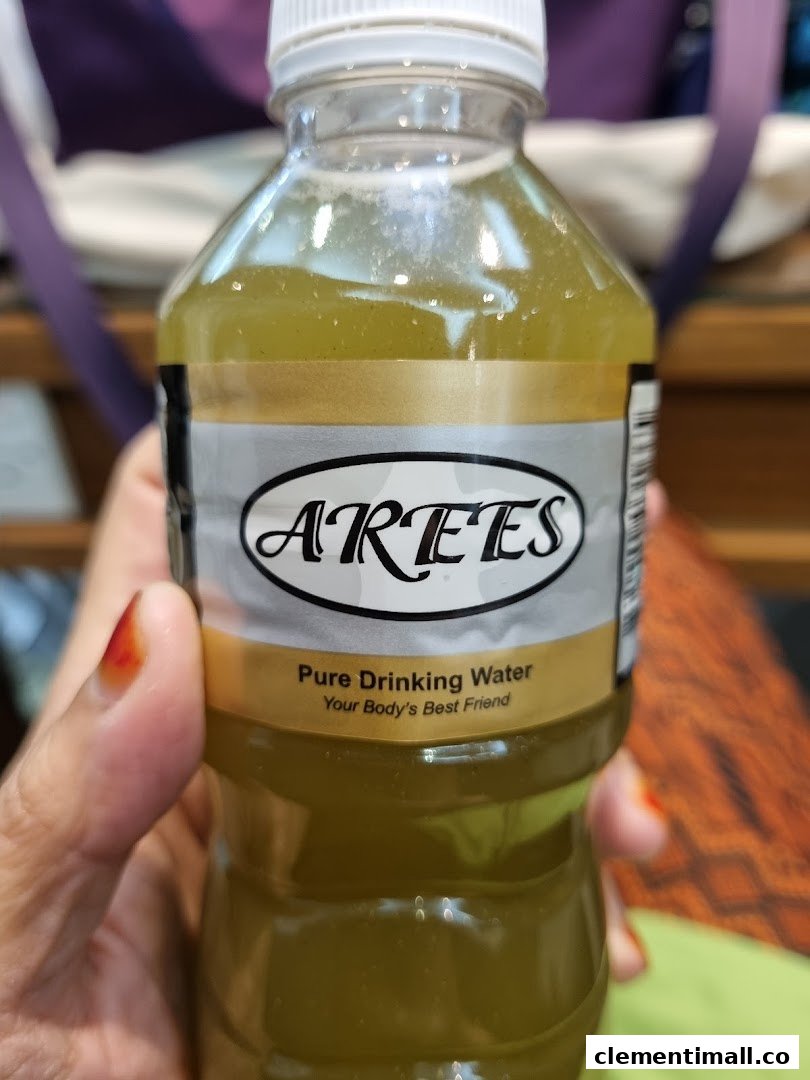 AREES
Pure Drinking Water
Your Body's Best Friend
clementimall.co